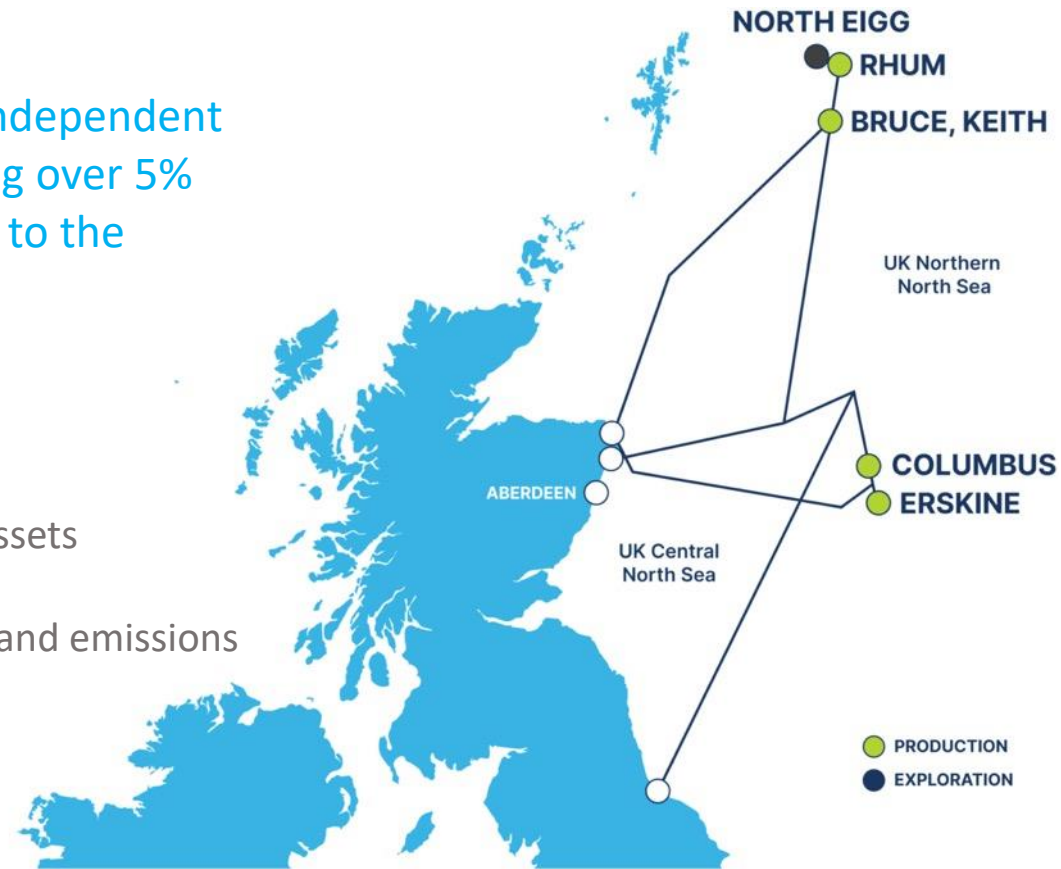 NORTH EIGG
RHUM
BRUCE, KEITH
ndependent
g over 5%
to the
UK Northern
North Sea
COLUMBUS
ERSKINE
ABERDEEN
ssets
UK Central
North Sea
and emissions
PRODUCTION
EXPLORATION